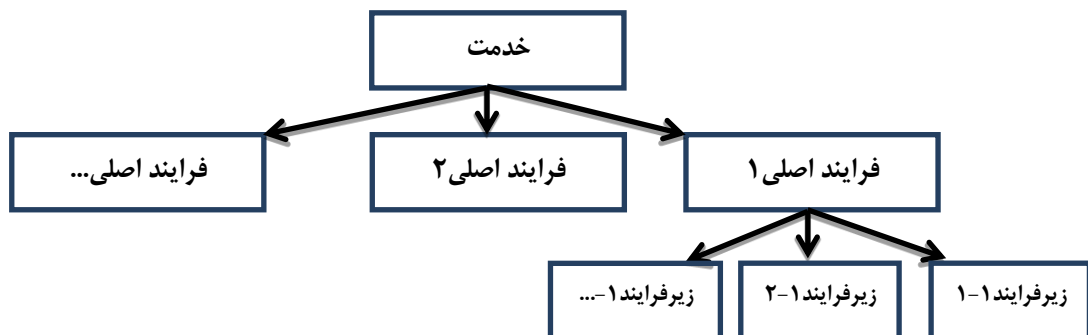 خدمت
فرایند اصلی۱
فرایند اصلی۲
فرایند اصلی...
زیرفرایند۱-۱
زیرفرایند۱-۲
زیرفرایند۱-...